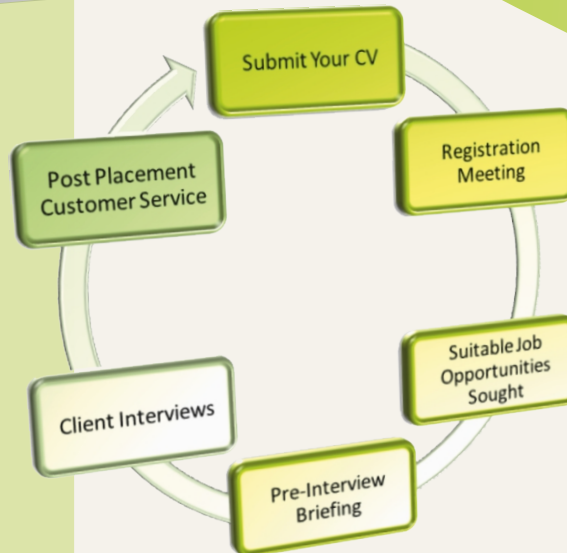 Submit Your CV
Registration
Meeting
Suitable Job
Opportunities
Sought
Pre-Interview
Briefing
Client Interviews
Post Placement
Customer Service